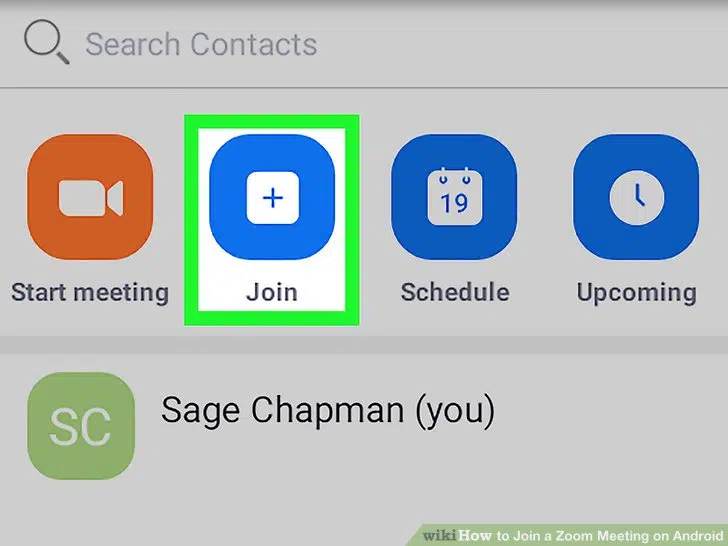 Search Contacts
19
Start meeting
Join
Schedule
Upcoming
SC
Sage Chapman (you)
wikiHow to Join a Zoom Meeting on Android